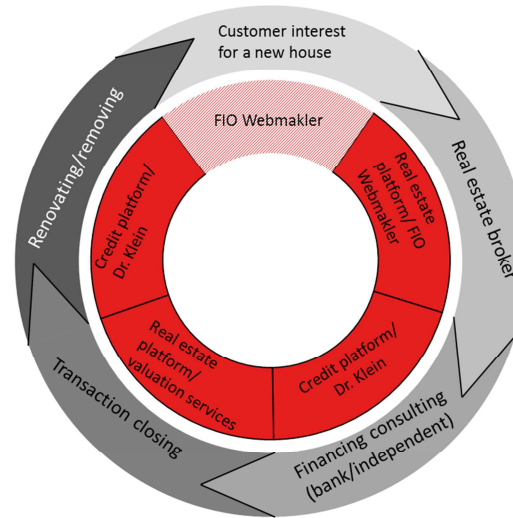 Customer interest
for a new house
Real estate broker
Financing consulting
(bank/independent)
Transaction closing
Renovating/removing
FIO Webmakler
Real estate
platform/ FIO
Webmakler
Credit platform/
Dr. Klein
Real estate
platform/
valuation services
Credit platform/
Dr. Klein